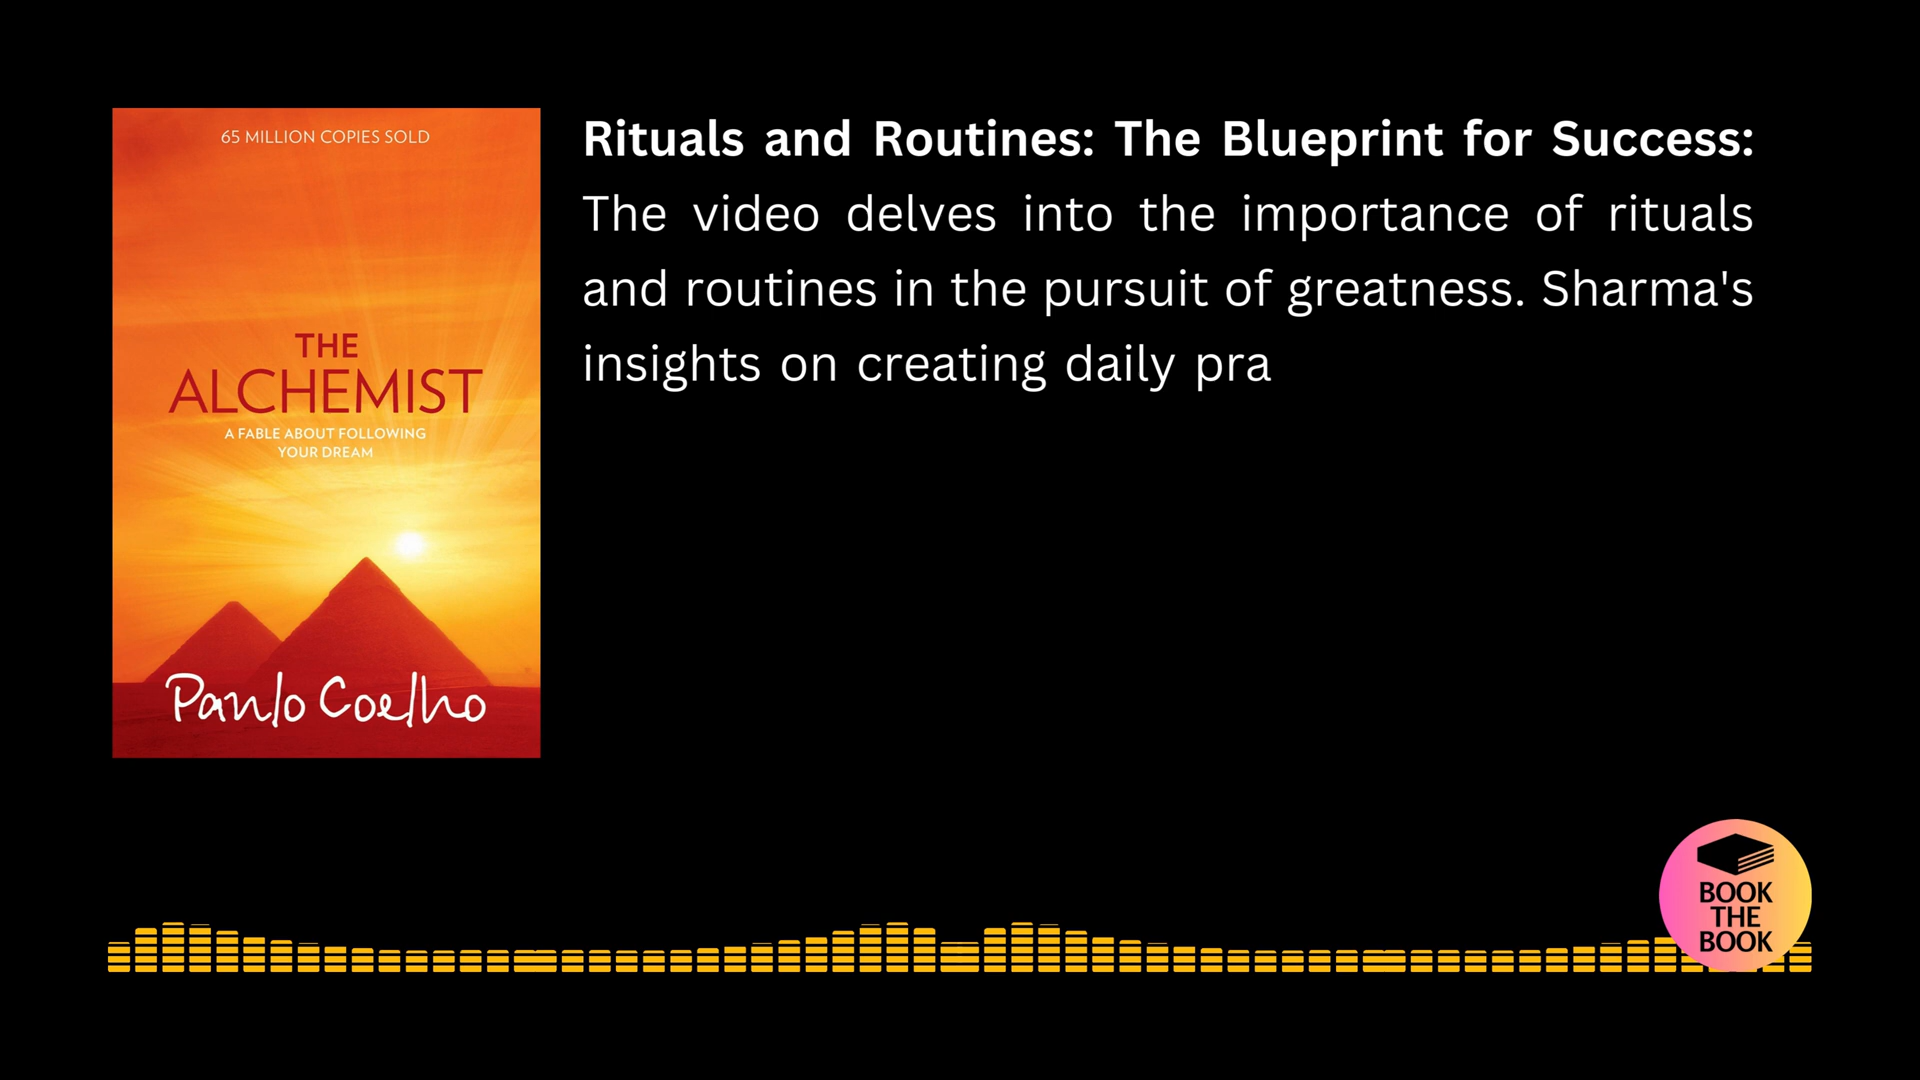 65 MILLION COPIES SOLD
THE
ALCHEMIST
A FABLE ABOUT FOLLOWING
YOUR DREAM
Paulo Coelho
Rituals and Routines: The Blueprint for Success:
The video delves into the importance of rituals
and routines in the pursuit of greatness. Sharma's
insights on creating daily pra
BOOK
THE
BOOK